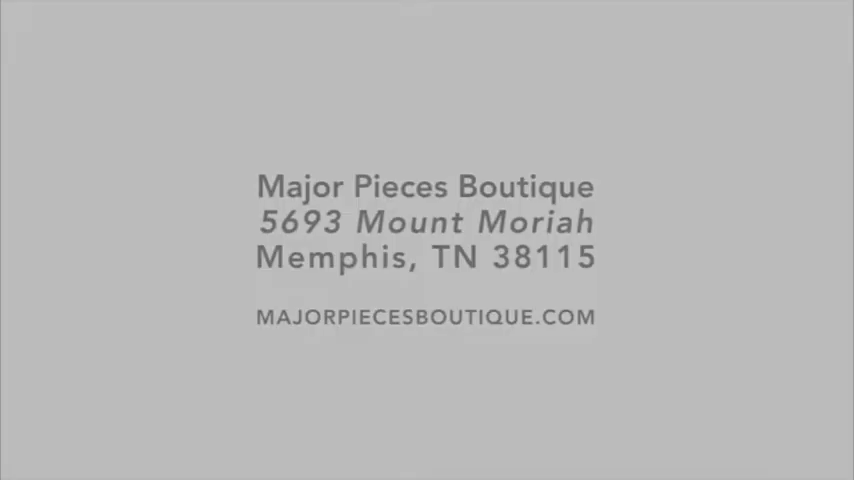 Major Pieces Boutique
5693 Mount Moriah
Memphis, TN 38115
MAJORPIECESBOUTIQUE.COM